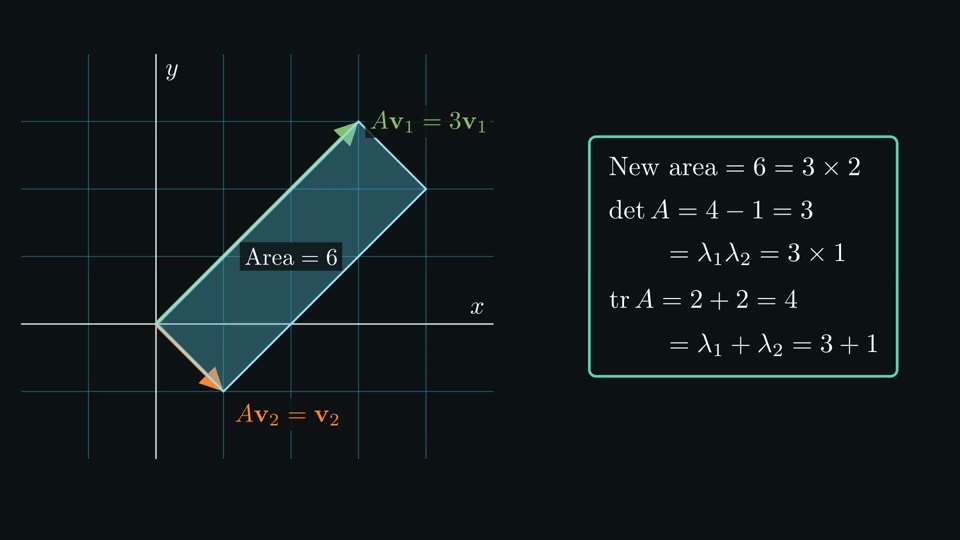 y
Av₁ = 3v₁
Area = 6
x
Av₂ = v₂
New area = 6 = 3 × 2
det A = 4 − 1 = 3
= λ₁λ₂ = 3 × 1
tr A = 2 + 2 = 4
= λ₁ + λ₂ = 3 + 1